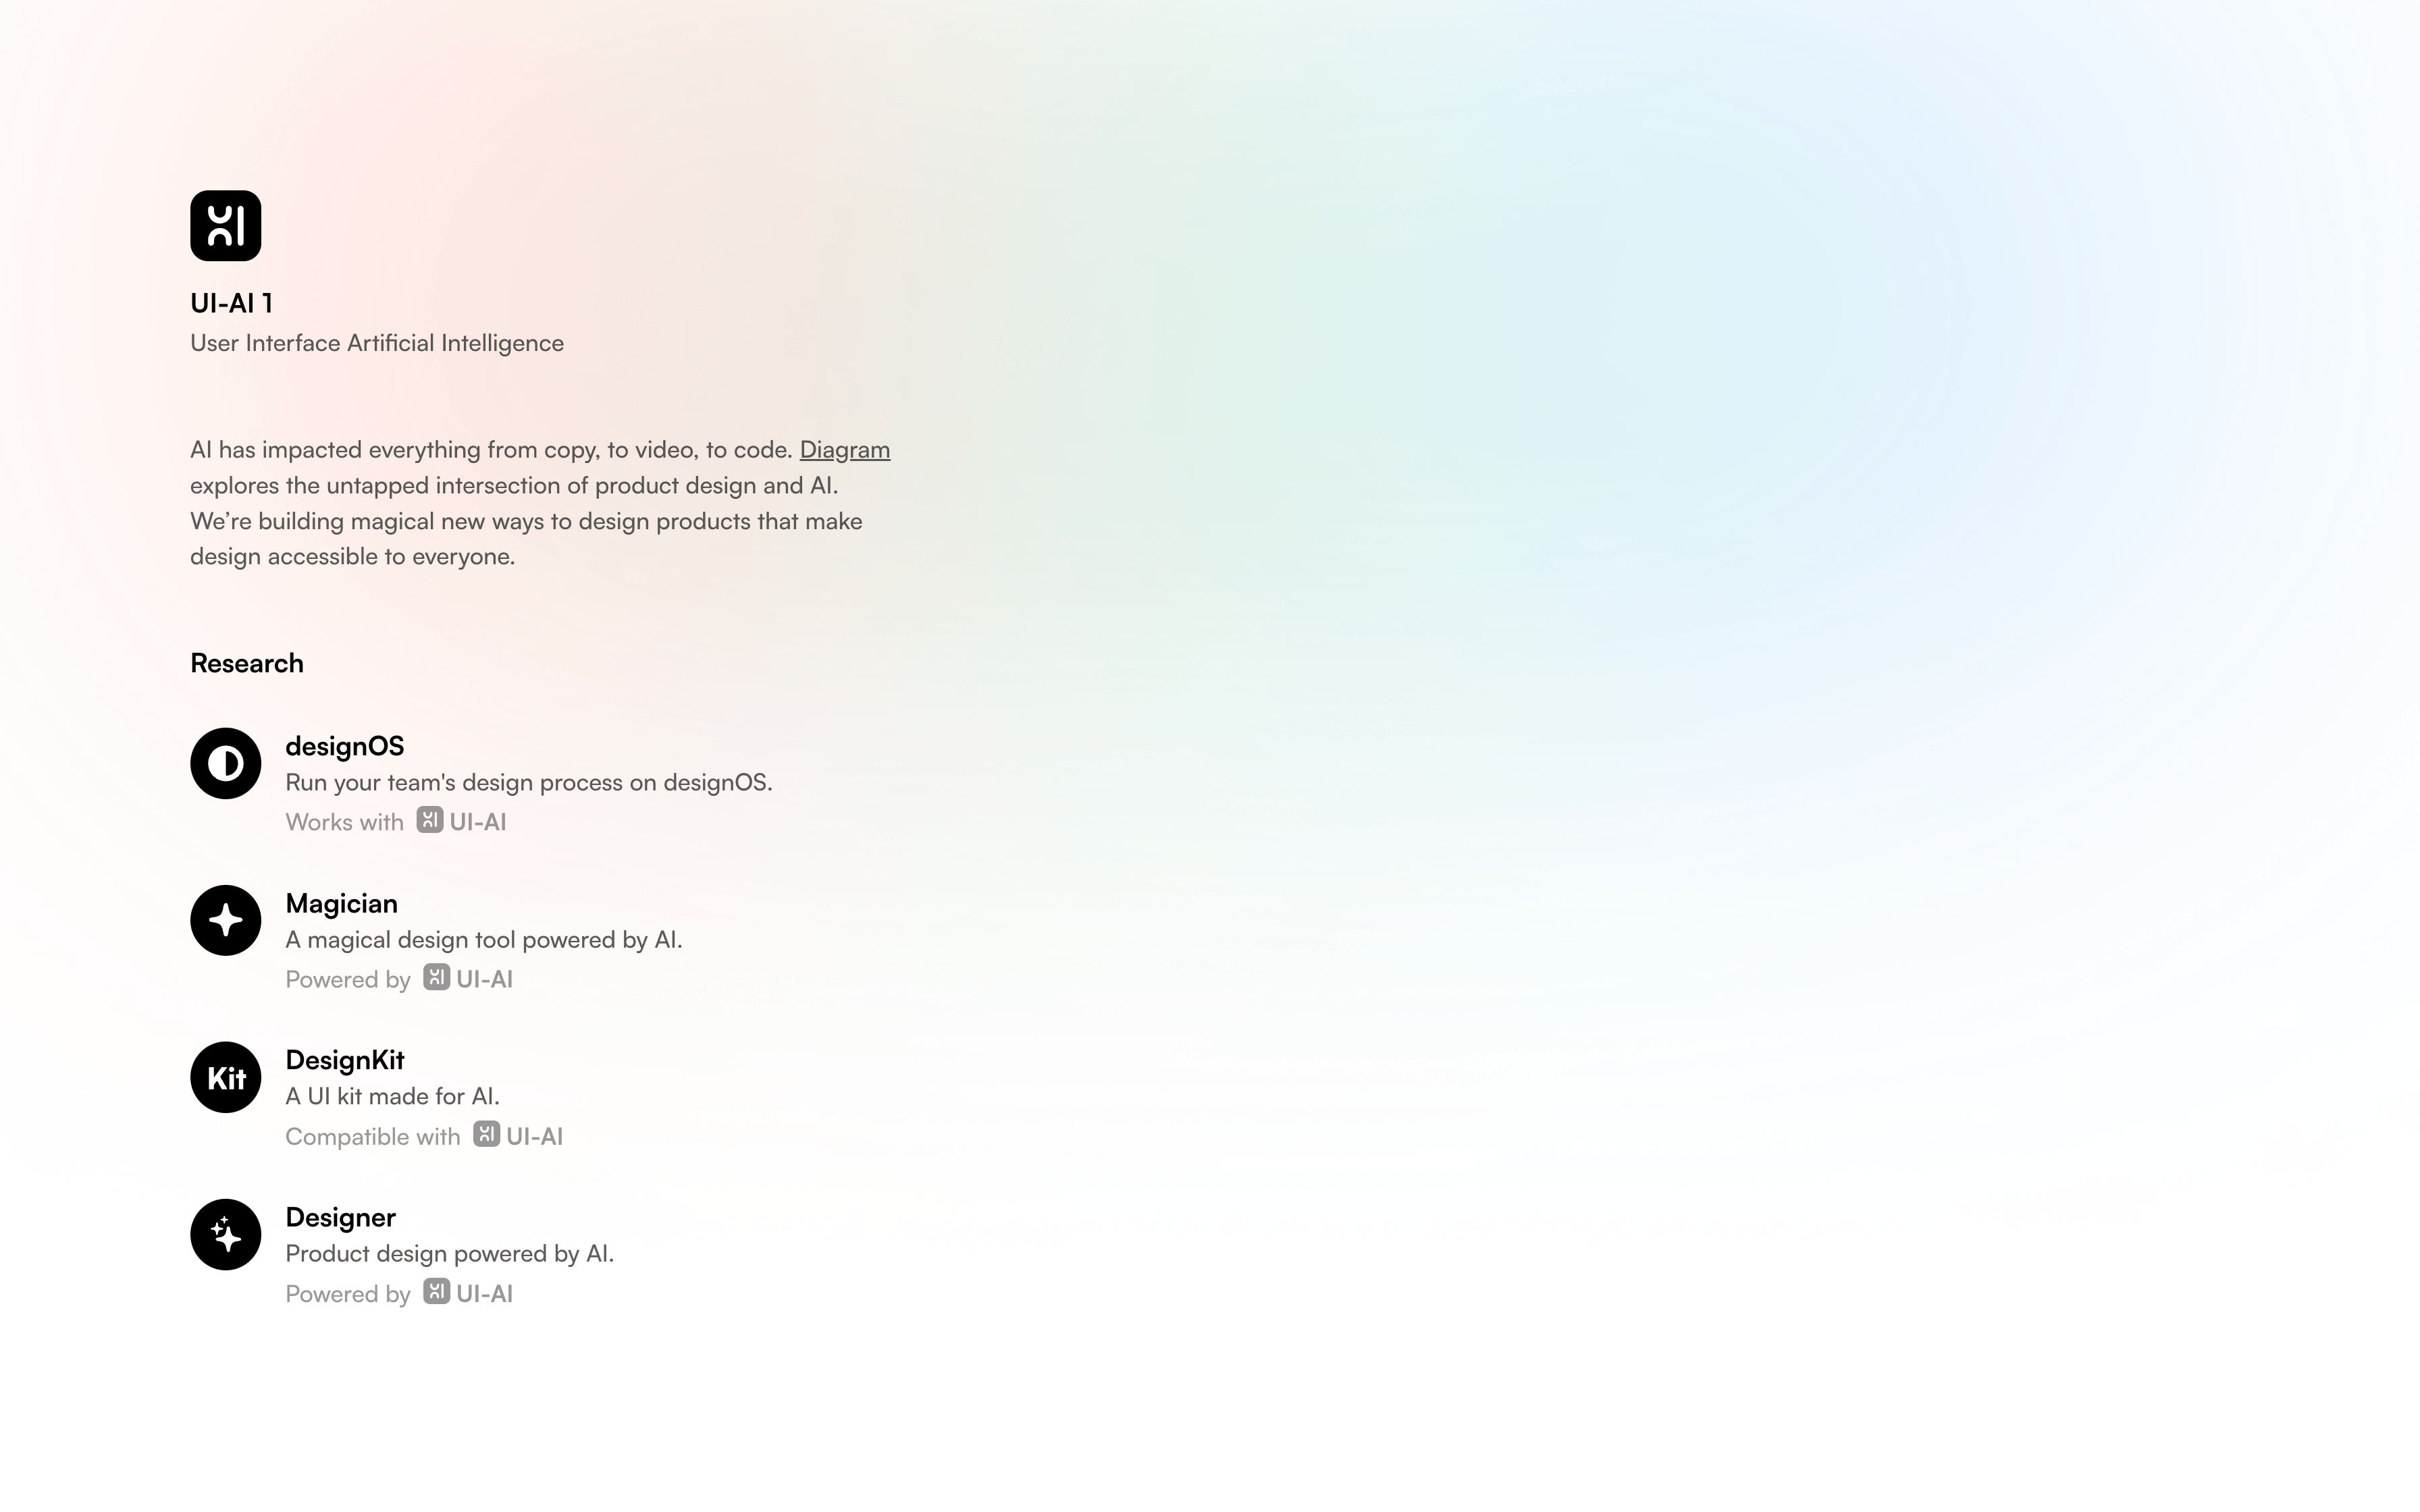 UI-AI 1
User Interface Artificial Intelligence
AI has impacted everything from copy, to video, to code. Diagram
explores the untapped intersection of product design and AI.
We’re building magical new ways to design products that make
design accessible to everyone.
Research
designOS
Run your team's design process on designOS.
Works with UI-AI
Magician
A magical design tool powered by AI.
Powered by UI-AI
Kit
DesignKit
A UI kit made for AI.
Compatible with UI-AI
Designer
Product design powered by AI.
Powered by UI-AI